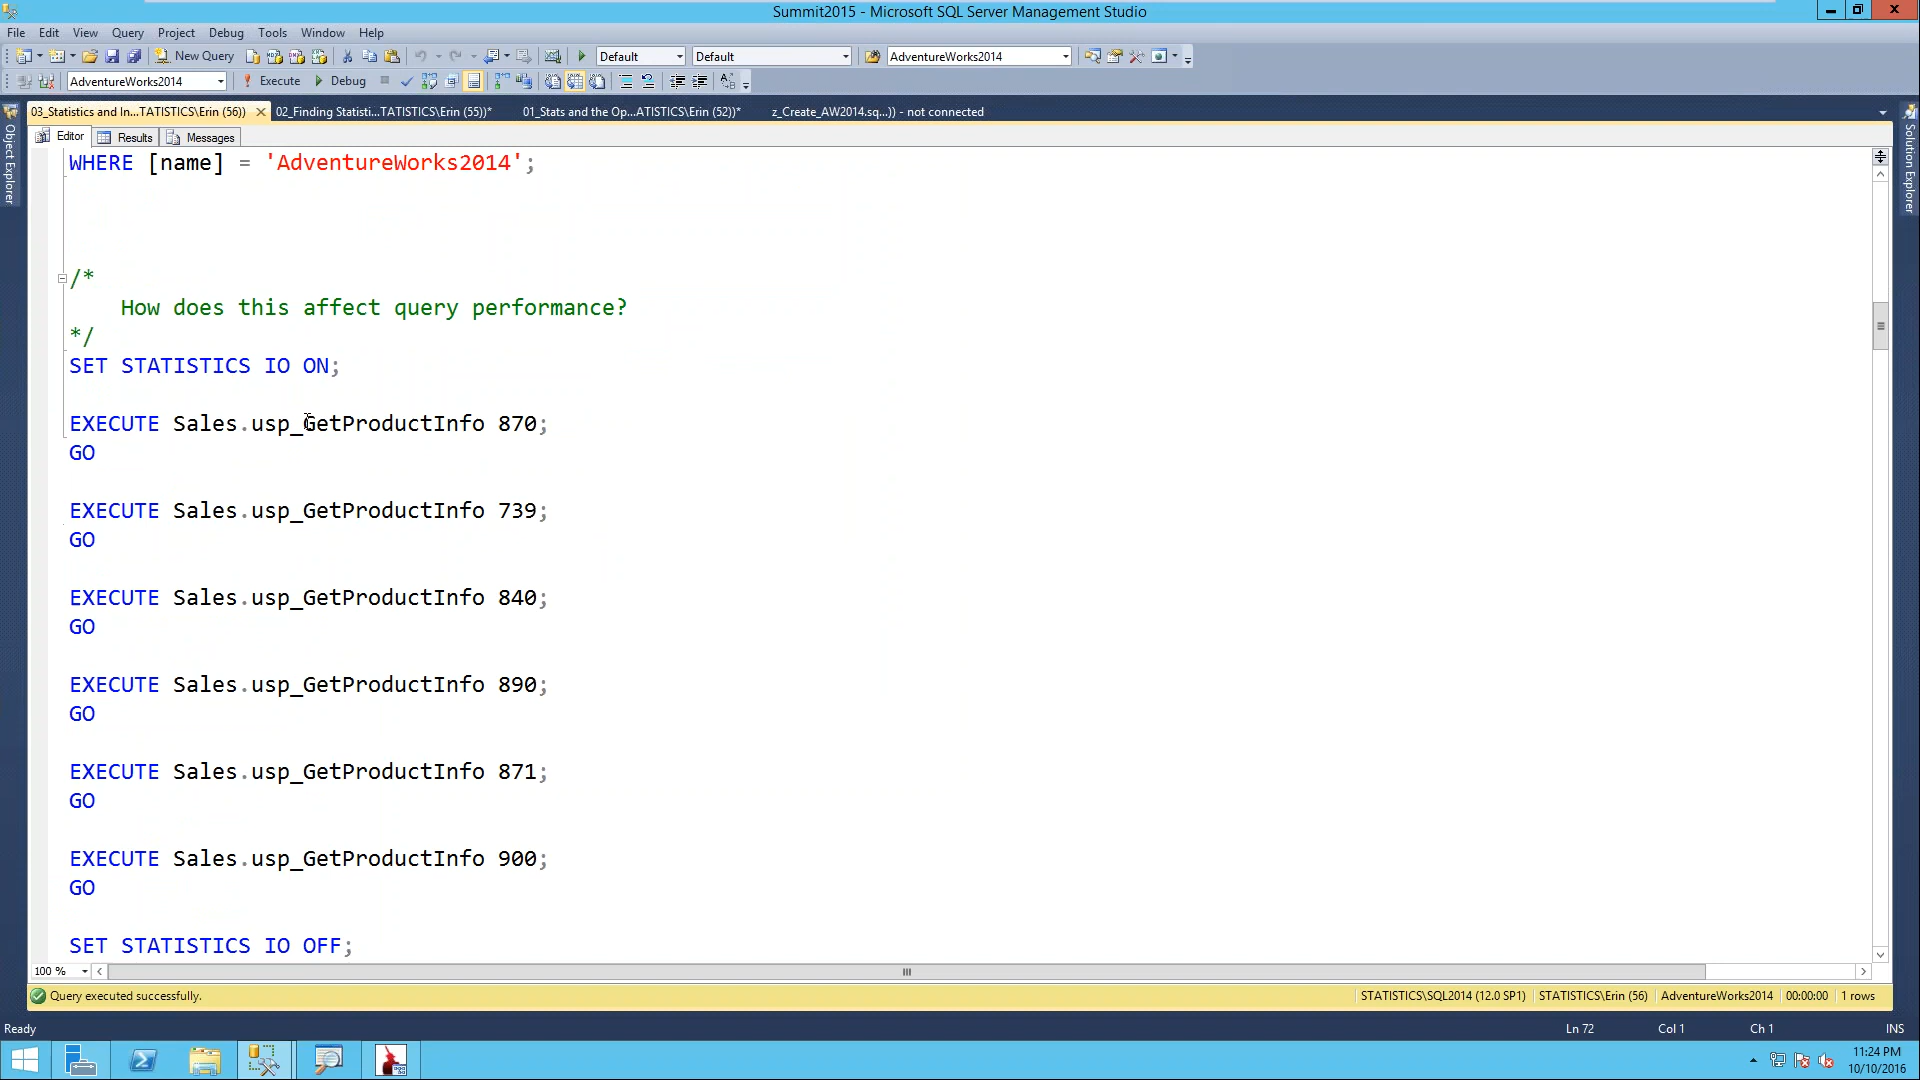 Summit2015 - Microsoft SQL Server Management Studio
File Edit View Query Project Debug Tools Window Help
New Query Default Default AdventureWorks2014
AdventureWorks2014 Execute Debug
03_Statistics and In...TATISTICS\Erin (56)) 02_Finding Statisti...TATISTICS\Erin (55))* 01_Stats and the Op...ATISTICS\Erin (52))* z_Create_AW2014.sq...)) - not connected
Editor Results Messages
Object Explorer
Solution Explorer
WHERE [name] = 'AdventureWorks2014';
/*
How does this affect query performance?
*/
SET STATISTICS IO ON;
EXECUTE Sales.usp_GetProductInfo 870;
GO
EXECUTE Sales.usp_GetProductInfo 739;
GO
EXECUTE Sales.usp_GetProductInfo 840;
GO
EXECUTE Sales.usp_GetProductInfo 890;
GO
EXECUTE Sales.usp_GetProductInfo 871;
GO
EXECUTE Sales.usp_GetProductInfo 900;
GO
SET STATISTICS IO OFF;
100 %
Query executed successfully. STATISTICS\SQL2014 (12.0 SP1) STATISTICS\Erin (56) AdventureWorks2014 00:00:00 1 rows
Ready Ln 72 Col 1 Ch 1 INS
11:24 PM
10/10/2016